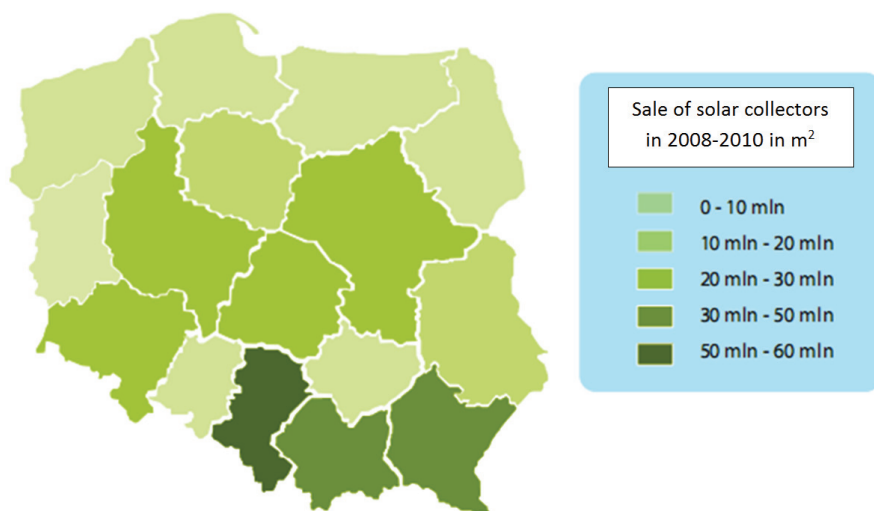 Sale of solar collectors
in 2008-2010 in m²
0 - 10 mln
10 mln - 20 mln
20 mln - 30 mln
30 mln - 50 mln
50 mln - 60 mln